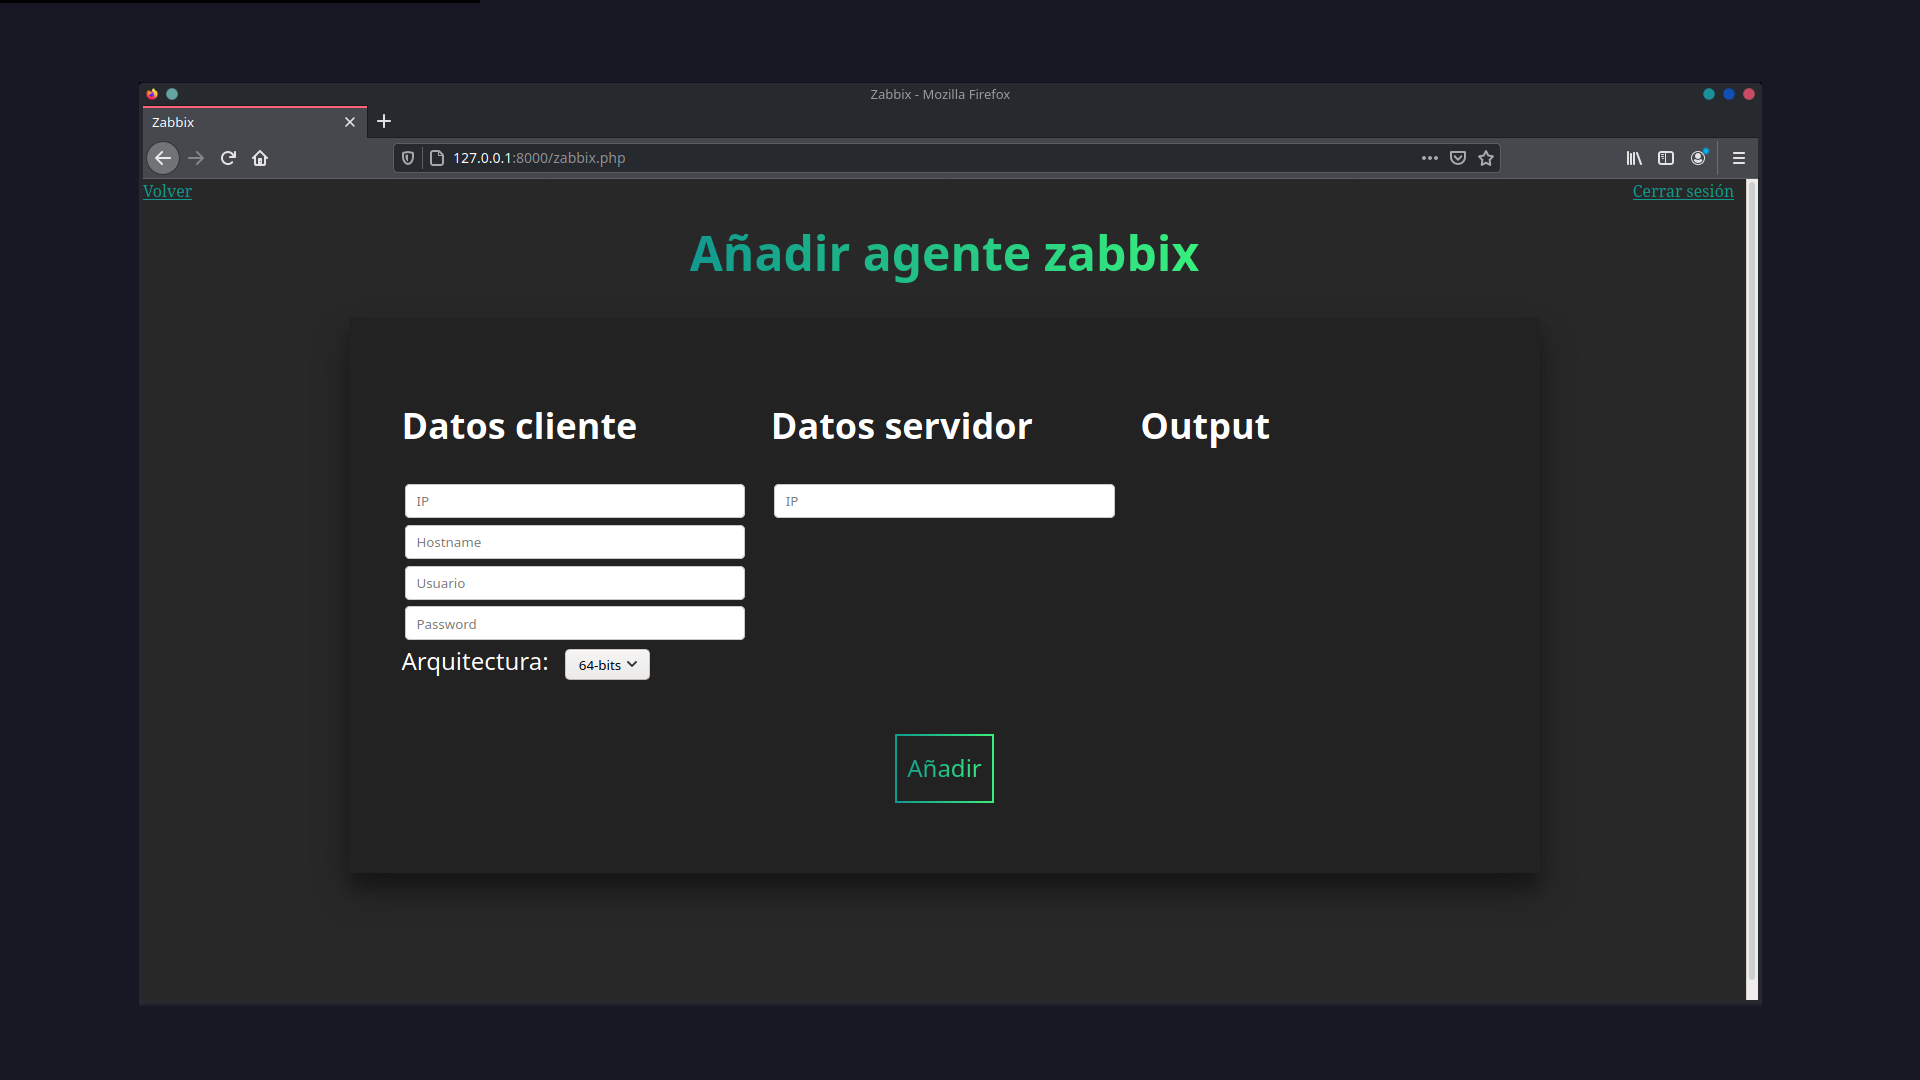 Zabbix - Mozilla Firefox
Zabbix
127.0.0.1:8000/zabbix.php
Volver
Cerrar sesión
Añadir agente zabbix
Datos cliente
Datos servidor
Output
IP
IP
Hostname
Usuario
Password
Arquitectura:
64-bits
Añadir